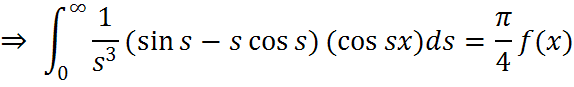 ⇒ ∫₀^∞ 1/s³ (sin s − s cos s) (cos sx)ds = π/4 f(x)